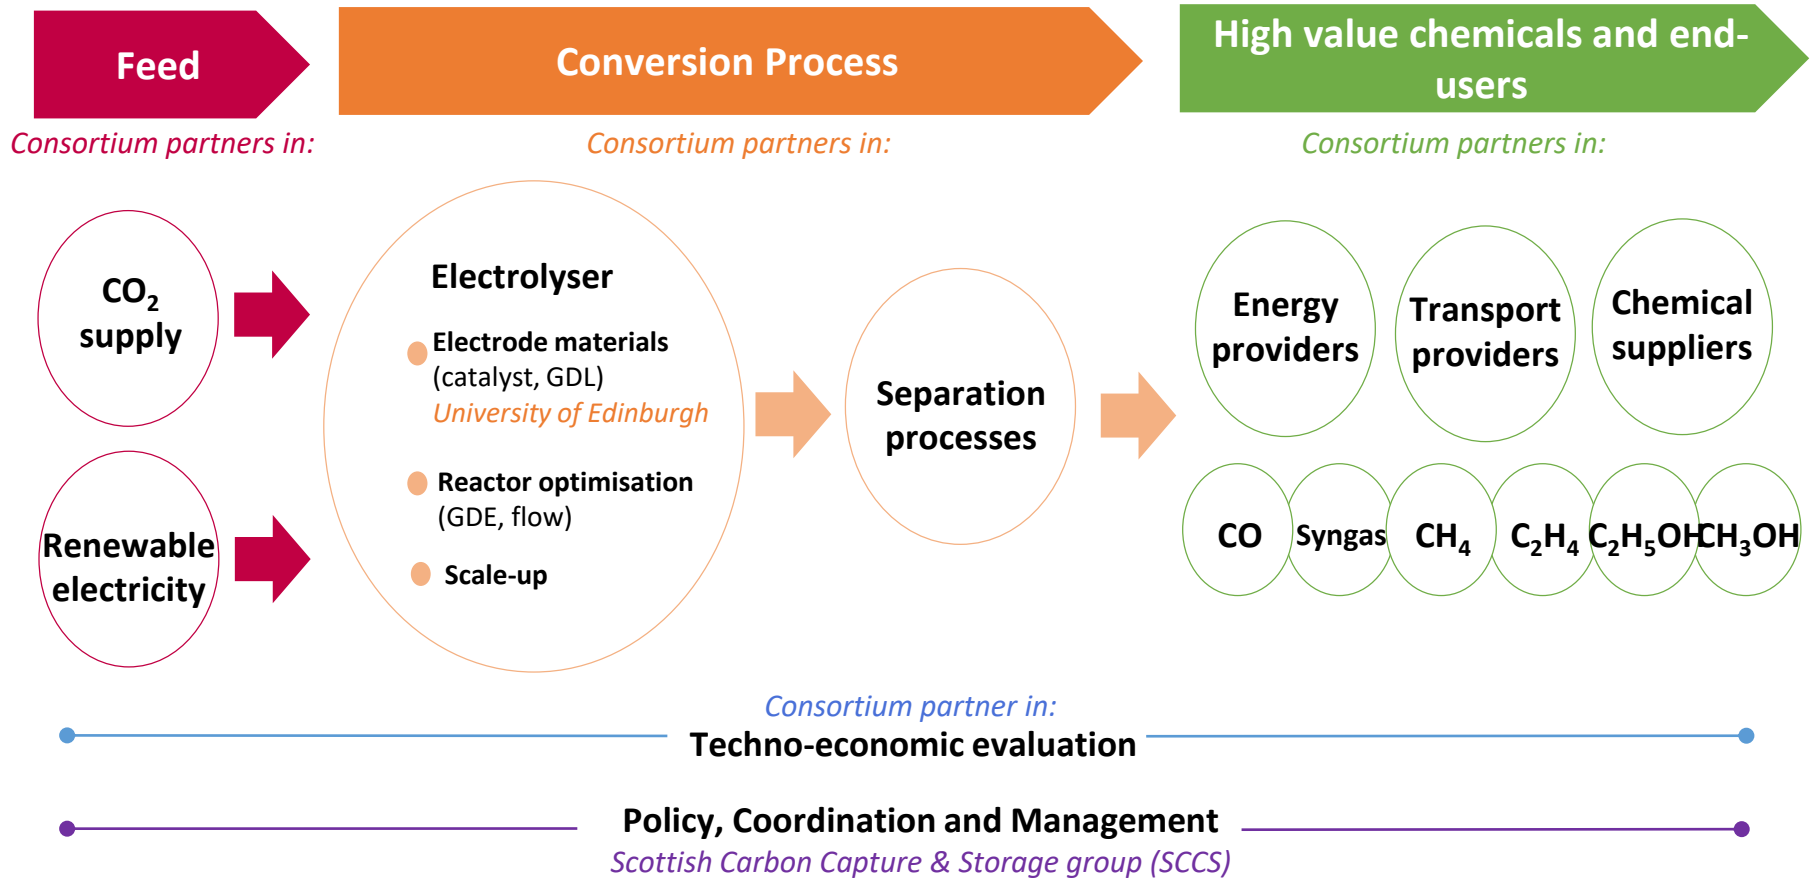 Feed
Conversion Process
High value chemicals and end-
users
Consortium partners in:
Consortium partners in:
Consortium partners in:
CO₂
supply
Renewable
electricity
Electrolyser
Electrode materials
(catalyst, GDL)
University of Edinburgh
Reactor optimisation
(GDE, flow)
Scale-up
Separation
processes
Energy
providers
Transport
providers
Chemical
suppliers
CO
Syngas
CH₄
C₂H₄
C₂H₅OH
CH₃OH
Consortium partner in:
Techno-economic evaluation
Policy, Coordination and Management
Scottish Carbon Capture & Storage group (SCCS)